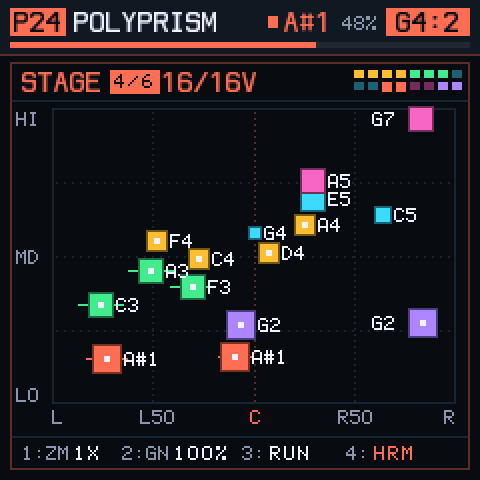 P24 POLYPRISM A#1 48% G4:2
STAGE 4/6 16/16V
HI G7
A5
E5
C5
A4
G4
F4
D4
MD C4
A3
F3
C3
G2 G2
A#1 A#1
LO
L L50 C R50 R
1:ZM 1X 2:GN 100% 3: RUN 4: HRM